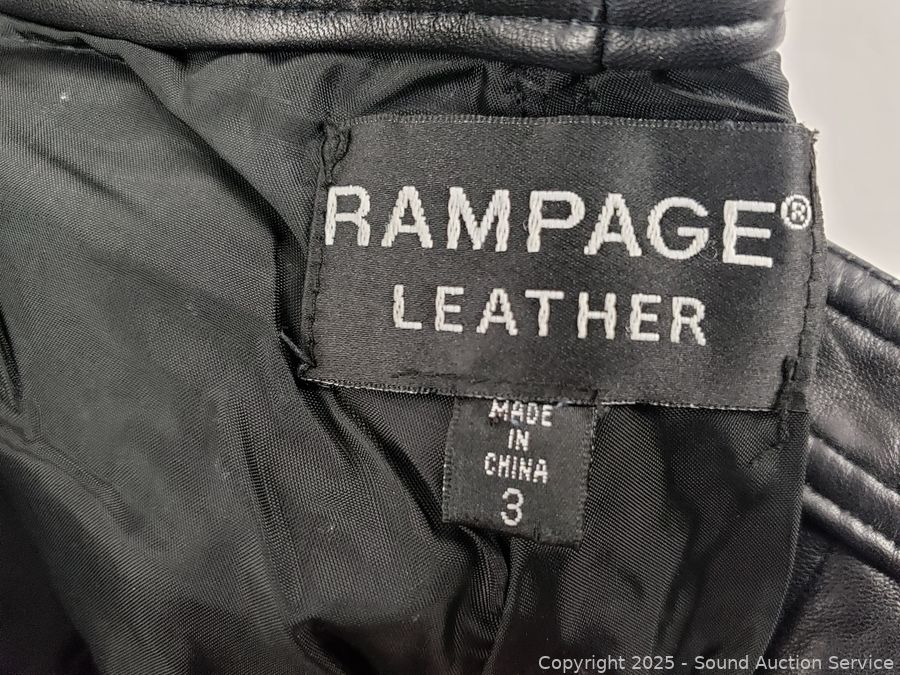 RAMPAGE®
LEATHER
MADE
IN
CHINA
3
Copyright 2025 - Sound Auction Service